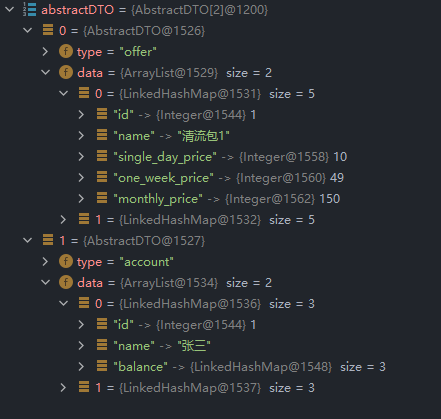 abstractDTO = {AbstractDTO[2]@1200}
0 = {AbstractDTO@1526}
f type = "offer"
f data = {ArrayList@1529} size = 2
0 = {LinkedHashMap@1531} size = 5
"id" -> {Integer@1544} 1
"name" -> "清流包1"
"single_day_price" -> {Integer@1558} 10
"one_week_price" -> {Integer@1560} 49
"monthly_price" -> {Integer@1562} 150
1 = {LinkedHashMap@1532} size = 5
1 = {AbstractDTO@1527}
f type = "account"
f data = {ArrayList@1534} size = 2
0 = {LinkedHashMap@1536} size = 3
"id" -> {Integer@1544} 1
"name" -> "张三"
"balance" -> {LinkedHashMap@1548} size = 3
1 = {LinkedHashMap@1537} size = 3